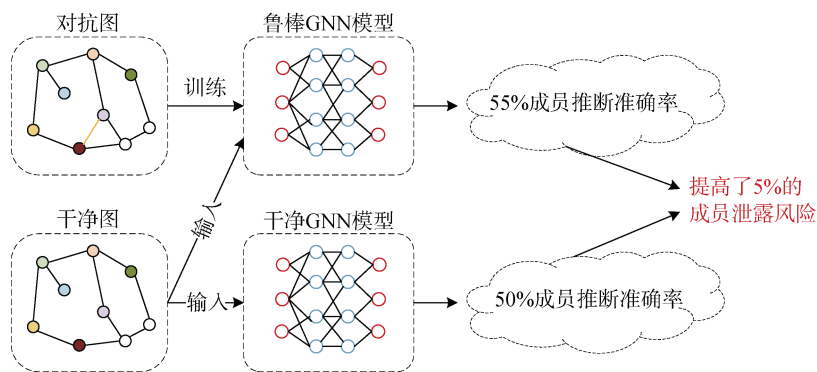 对抗图
鲁棒GNN模型
训练
55%成员推断准确率
提高了5%的
成员泄露风险
输入
干净图
干净GNN模型
输入
50%成员推断准确率